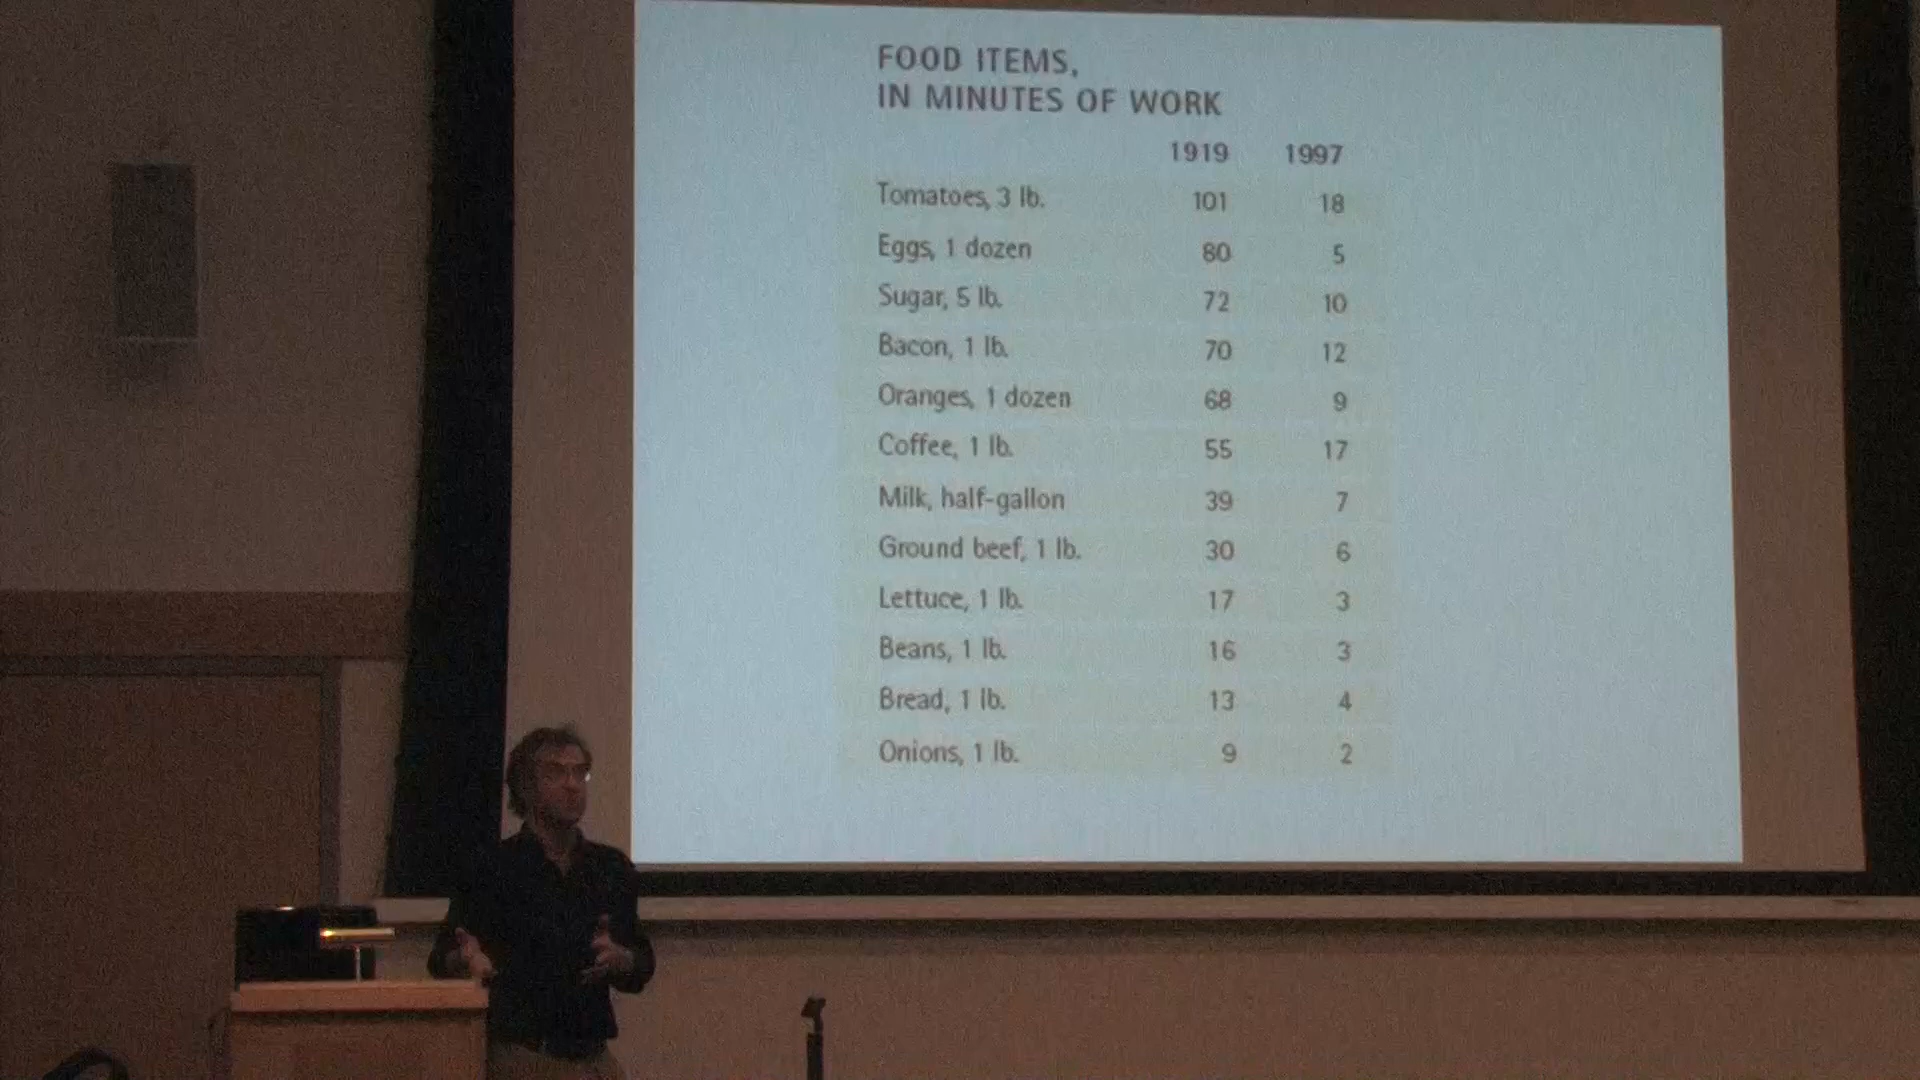 FOOD ITEMS,
IN MINUTES OF WORK
1919 1997
Tomatoes, 3 lb. 101 18
Eggs, 1 dozen 80 5
Sugar, 5 lb. 72 10
Bacon, 1 lb. 70 12
Oranges, 1 dozen 68 9
Coffee, 1 lb. 55 17
Milk, half-gallon 39 7
Ground beef, 1 lb. 30 6
Lettuce, 1 lb. 17 3
Beans, 1 lb. 16 3
Bread, 1 lb. 13 4
Onions, 1 lb. 9 2